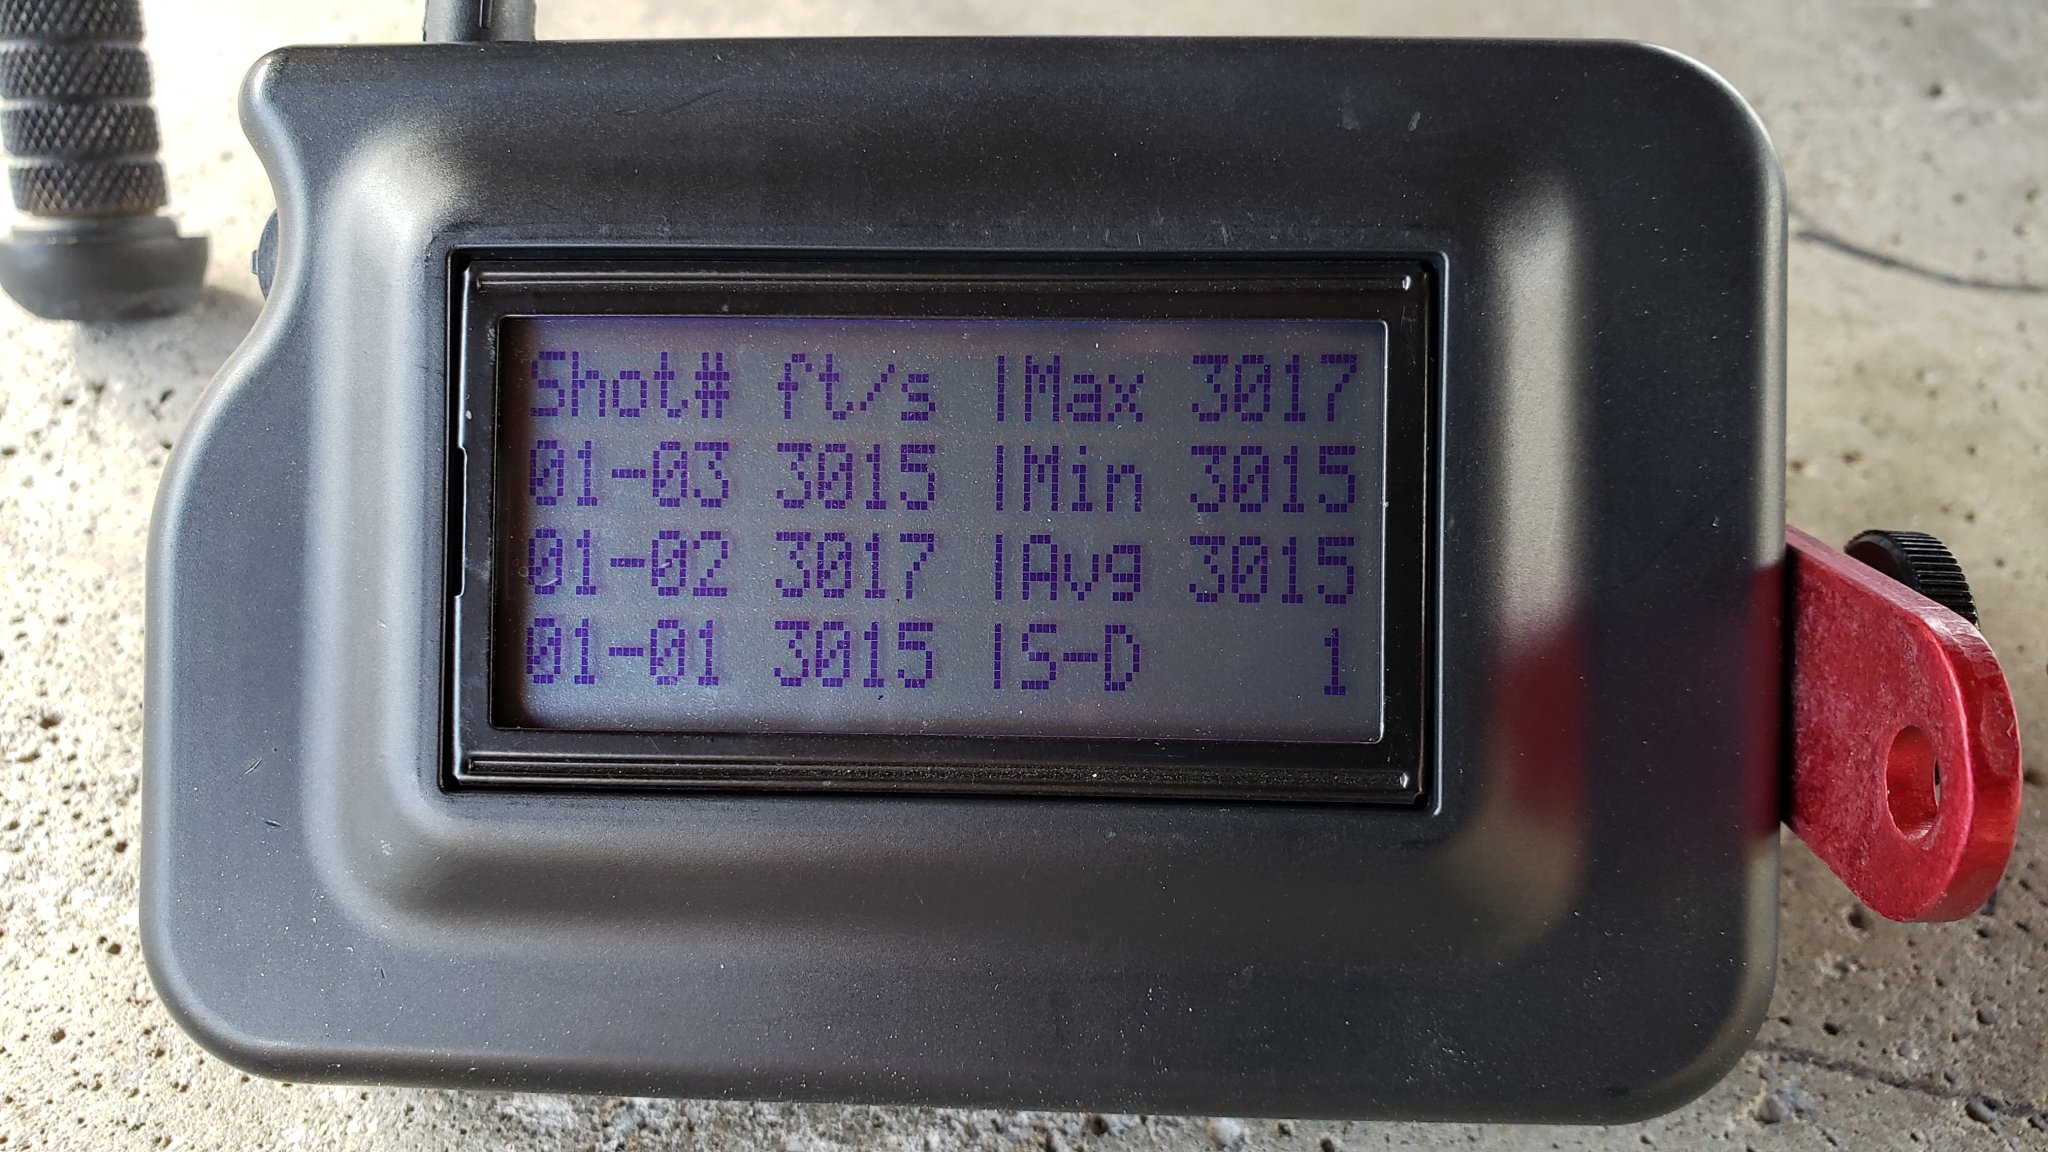 Shot# ft/s |Max 3017
01-03 3015 |Min 3015
01-02 3017 |Avg 3015
01-01 3015 |S-D 1